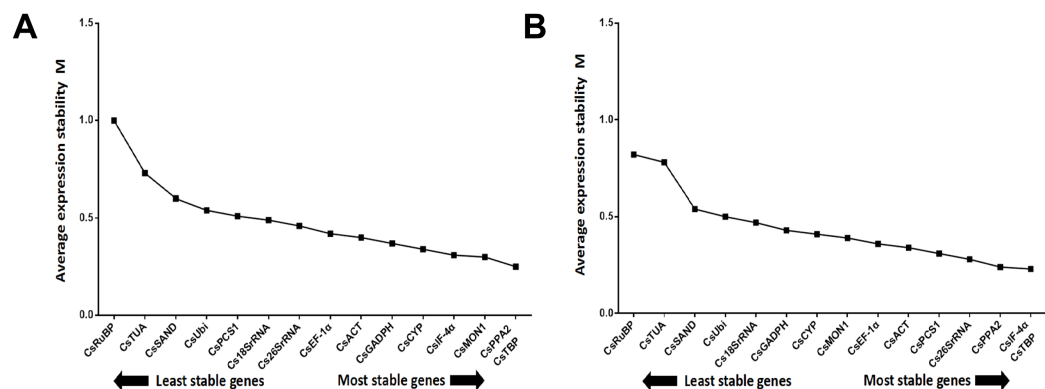 A
Average expression stability M
1.5
1.0
0.5
0.0
CsRuBP
CsTUA
CsSAND
CsUbi
CsPCS1
Cs18SrRNA
Cs26SrRNA
CsEF-1α
CsACT
CsGADPH
CsCYP
CsIF-4α
CsMON1
CsPPA2
CsTBP
Least stable genes
Most stable genes
B
Average expression stability M
1.5
1.0
0.5
0.0
CsRuBP
CsTUA
CsSAND
CsUbi
Cs18SrRNA
CsGADPH
CsCYP
CsMON1
CsEF-1α
CsACT
CsPCS1
Cs26SrRNA
CsPPA2
CsIF-4α
CsTBP
Least stable genes
Most stable genes